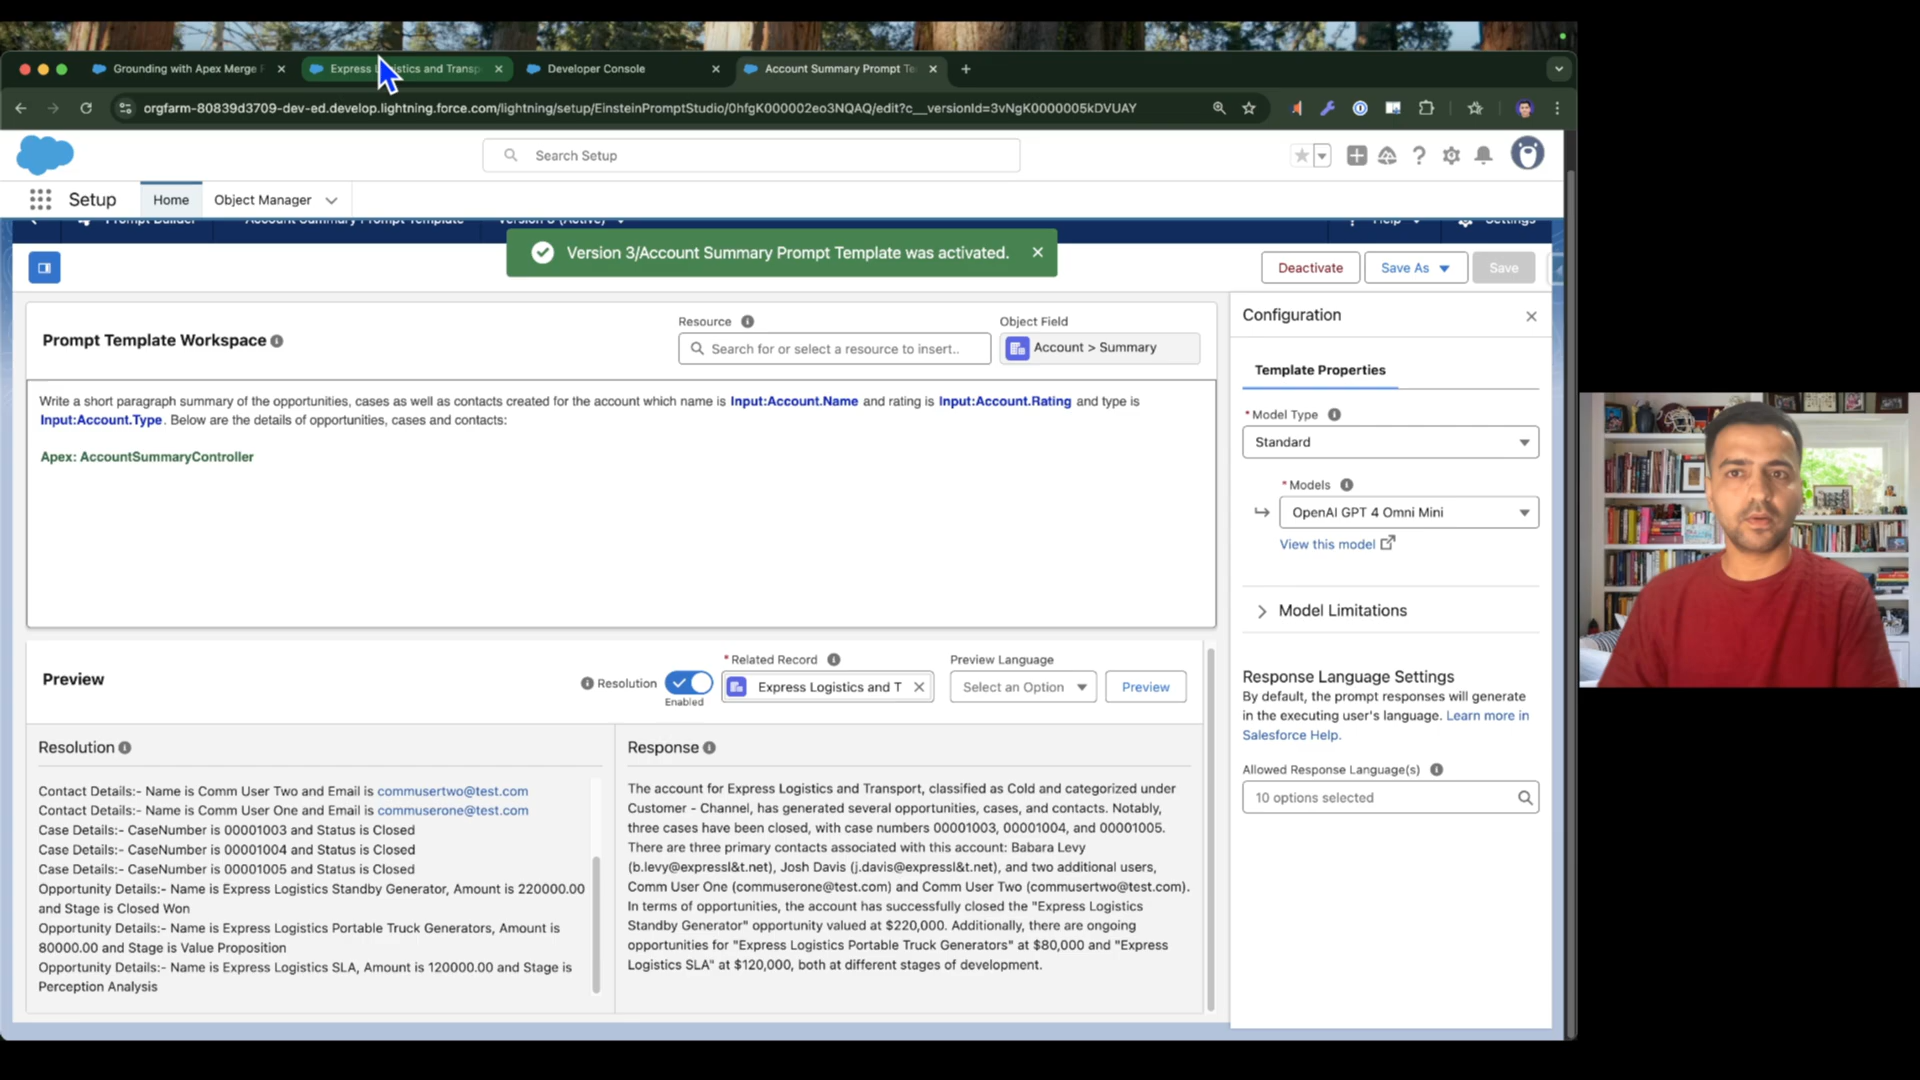 Grounding with Apex Merge
Express L
stics and Transp
Developer Console
Account Summary Prompt Te
orgfarm-80839d3709-dev-ed.develop.lightning.force.com/lightning/setup/EinsteinPromptStudio/0hfgK000002eo3NQAQ/edit?c__versionId=3vNgK0000005kDVUAY
Search Setup
Setup
Home
Object Manager
Prompt Builder
Account Summary Prompt Template
Version 3 (Active)
Help
Settings
Version 3/Account Summary Prompt Template was activated.
Deactivate
Save As
Save
Prompt Template Workspace
Resource
Search for or select a resource to insert..
Object Field
Account > Summary
Write a short paragraph summary of the opportunities, cases as well as contacts created for the account which name is Input:Account.Name and rating is Input:Account.Rating and type is
Input:Account.Type. Below are the details of opportunities, cases and contacts:
Apex: AccountSummaryController
Preview
Resolution
Enabled
* Related Record
Express Logistics and T
Preview Language
Select an Option
Preview
Resolution
Contact Details:- Name is Comm User Two and Email is commusertwo@test.com
Contact Details:- Name is Comm User One and Email is commuserone@test.com
Case Details:- CaseNumber is 00001003 and Status is Closed
Case Details:- CaseNumber is 00001004 and Status is Closed
Case Details:- CaseNumber is 00001005 and Status is Closed
Opportunity Details:- Name is Express Logistics Standby Generator, Amount is 220000.00
and Stage is Closed Won
Opportunity Details:- Name is Express Logistics Portable Truck Generators, Amount is
80000.00 and Stage is Value Proposition
Opportunity Details:- Name is Express Logistics SLA, Amount is 120000.00 and Stage is
Perception Analysis
Response
The account for Express Logistics and Transport, classified as Cold and categorized under
Customer - Channel, has generated several opportunities, cases, and contacts. Notably,
three cases have been closed, with case numbers 00001003, 00001004, and 00001005.
There are three primary contacts associated with this account: Babara Levy
(b.levy@expressl&t.net), Josh Davis (j.davis@expressl&t.net), and two additional users,
Comm User One (commuserone@test.com) and Comm User Two (commusertwo@test.com).
In terms of opportunities, the account has successfully closed the "Express Logistics
Standby Generator" opportunity valued at $220,000. Additionally, there are ongoing
opportunities for "Express Logistics Portable Truck Generators" at $80,000 and "Express
Logistics SLA" at $120,000, both at different stages of development.
Configuration
Template Properties
* Model Type
Standard
* Models
OpenAI GPT 4 Omni Mini
View this model
Model Limitations
Response Language Settings
By default, the prompt responses will generate
in the executing user's language. Learn more in
Salesforce Help.
Allowed Response Language(s)
10 options selected